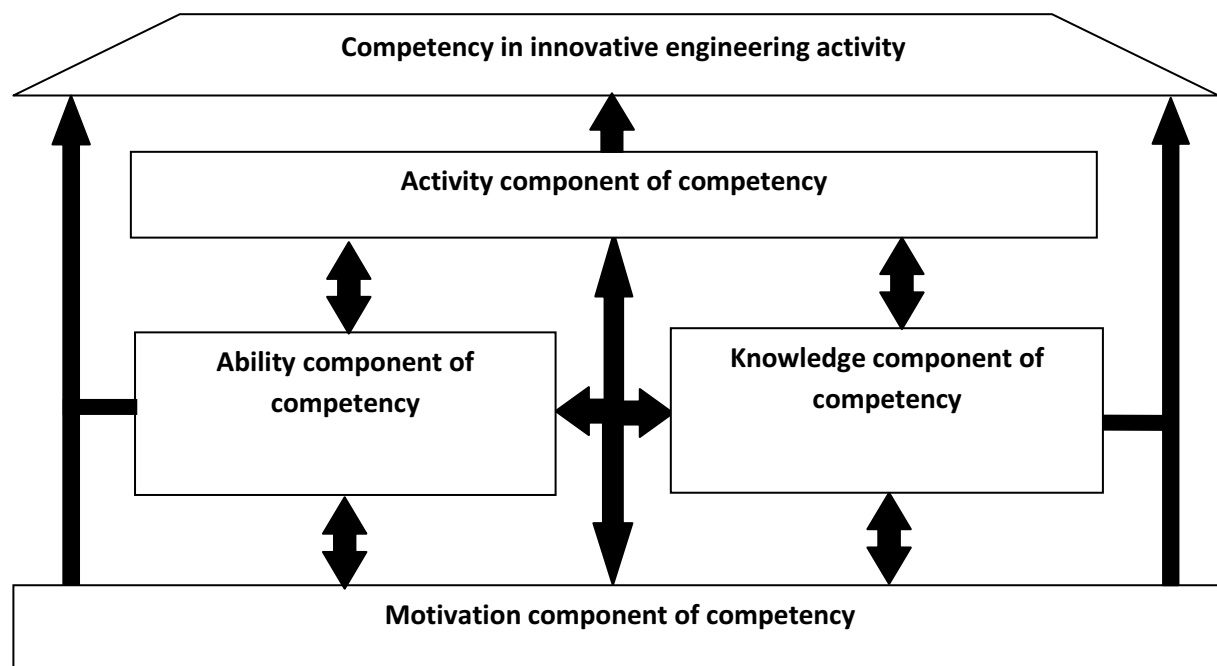 Competency in innovative engineering activity
Activity component of competency
Ability component of
competency
Knowledge component of
competency
Motivation component of competency